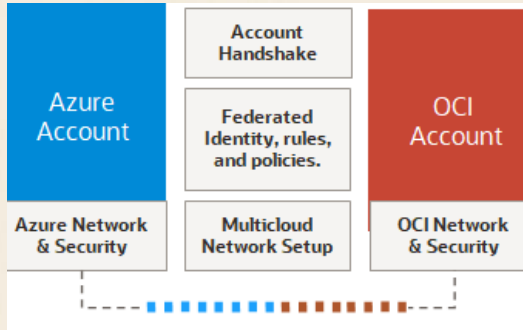 Azure
Account
Account
Handshake
Federated
Identity, rules,
and policies.
OCI
Account
Azure Network
& Security
Multicloud
Network Setup
OCI Network
& Security